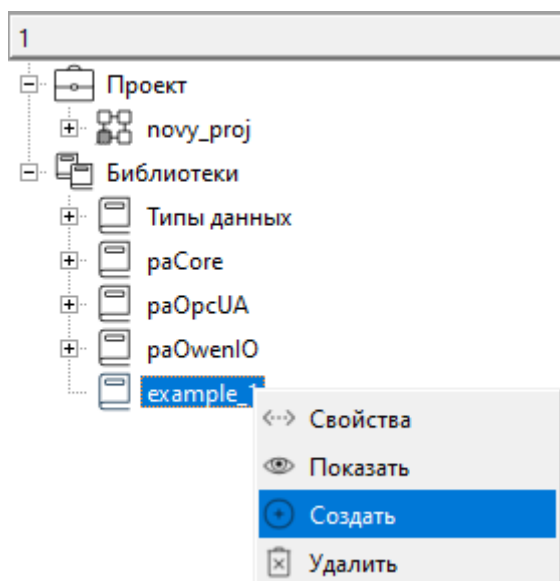 1
Проект
novy_proj
Библиотеки
Типы данных
paCore
paOpcUA
paOwenIO
example_1
Свойства
Показать
Создать
Удалить